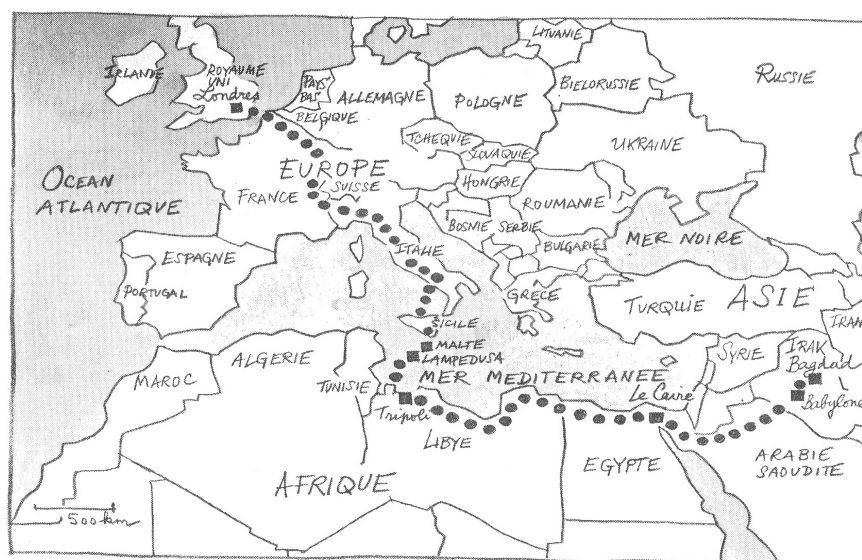 LITUANIE
IRLANDE
ROYAUME
UNI
Londres
PAYS
BAS
BELGIQUE
ALLEMAGNE
POLOGNE
BIELORUSSIE
RUSSIE
TCHEQUIE
SLOVAQUIE
UKRAINE
OCEAN
ATLANTIQUE
EUROPE
FRANCE
SUISSE
HONGRIE
ROUMANIE
BOSNIE
SERBIE
BULGARIE
MER NOIRE
ESPAGNE
PORTUGAL
ITALIE
GRECE
TURQUIE
ASIE
IRAN
SICILE
MALTE
LAMPEDUSA
MER MEDITERRANEE
SYRIE
IRAK
Bagdad
Babylone
MAROC
ALGERIE
TUNISIE
Tripoli
LIBYE
Le Caire
EGYPTE
ARABIE
SAOUDITE
AFRIQUE
500 km